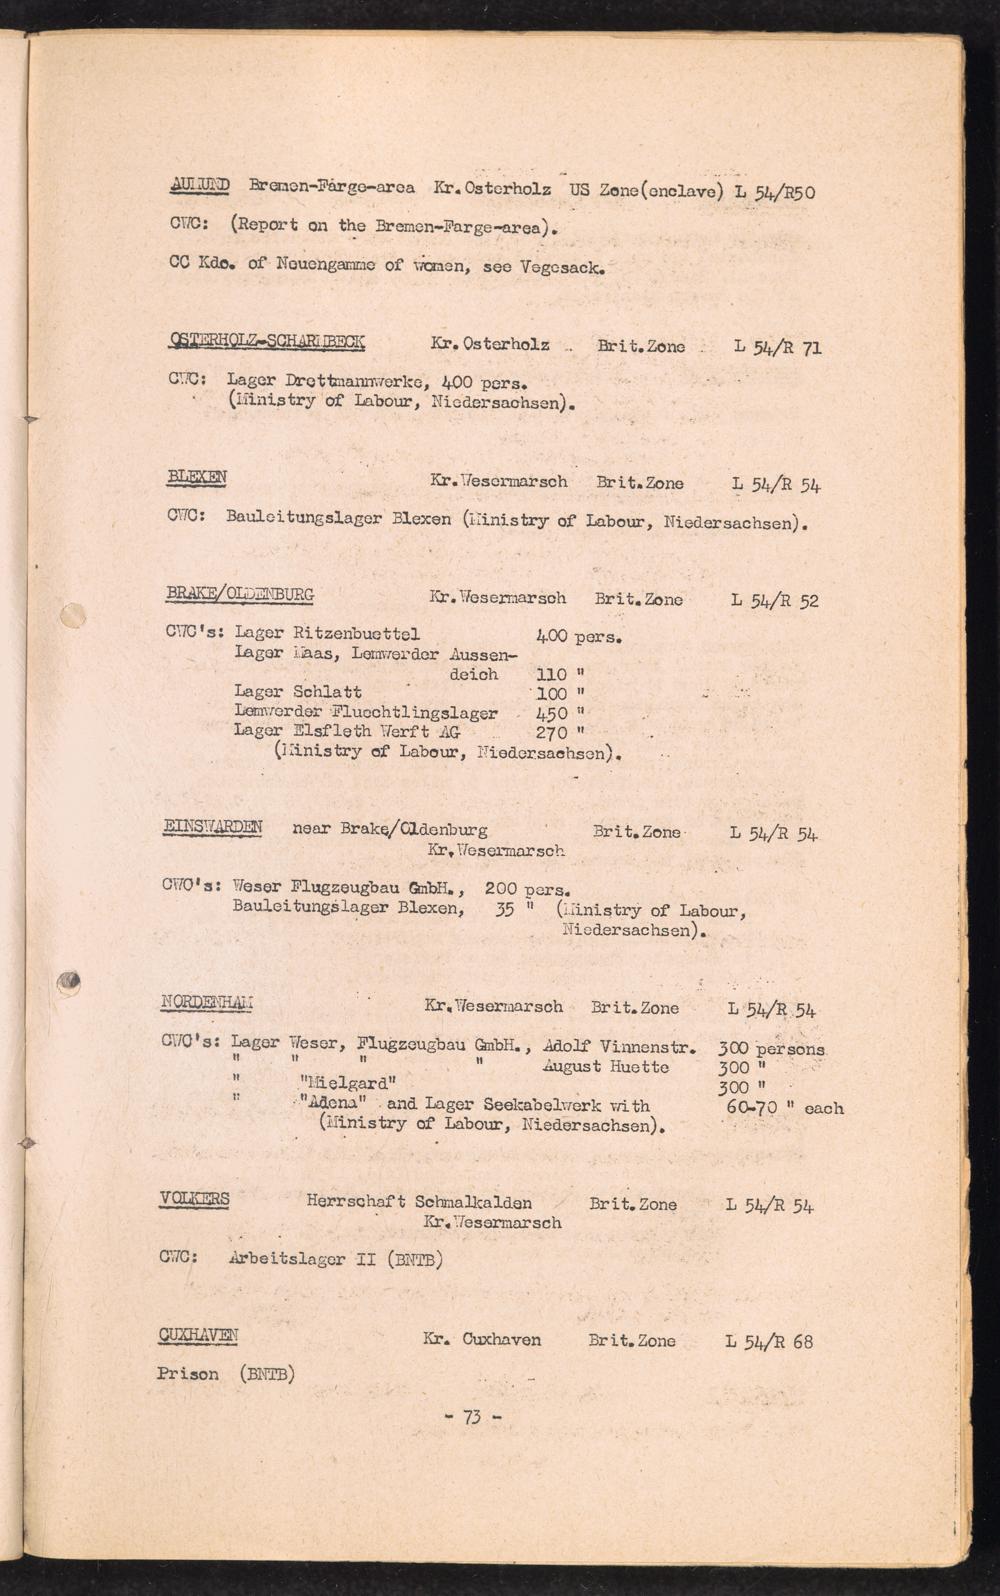 AULUND Bremen-Farge-area Kr.Osterholz US Zone(enclave) L 54/R50
CWC: (Report on the Bremen-Farge-area).
CC Kdo. of Neuengamme of women, see Vegesack.
OSTERHOLZ-SCHARMBECK Kr.Osterholz Brit.Zone L 54/R 71
CWC: Lager Drettmannwerke, 400 pers.
(Ministry of Labour, Niedersachsen).
BLEXEN Kr.Wesermarsch Brit.Zone L 54/R 54
CWC: Bauleitungslager Blexen (Ministry of Labour, Niedersachsen).
BRAKE/OLDENBURG Kr.Wesermarsch Brit.Zone L 54/R 52
CWC's: Lager Ritzenbuettel 400 pers.
Lager Maas, Lemwerder Aussen-
deich 110 "
Lager Schlatt 100 "
Lemwerder Fluechtlingslager 450 "
Lager Elsfleth Werft AG 270 "
(Ministry of Labour, Niedersachsen).
EINSWARDEN near Brake/Oldenburg Brit.Zone L 54/R 54
Kr.Wesermarsch
CWC's: Weser Flugzeugbau GmbH., 200 pers.
Bauleitungslager Blexen, 35 " (Ministry of Labour,
Niedersachsen).
NORDENHAM Kr.Wesermarsch Brit.Zone L 54/R 54
CWC's: Lager Weser, Flugzeugbau GmbH., Adolf Vinnenstr. 300 persons
" " " " August Huette 300 "
" "Mielgard" 300 "
" "Adena" and Lager Seekabelwerk with 60-70 " each
(Ministry of Labour, Niedersachsen).
VOLKERS Herrschaft Schmalkalden Brit.Zone L 54/R 54
Kr.Wesermarsch
CWC: Arbeitslager II (BNTB)
CUXHAVEN Kr. Cuxhaven Brit.Zone L 54/R 68
Prison (BNTB)
- 73 -